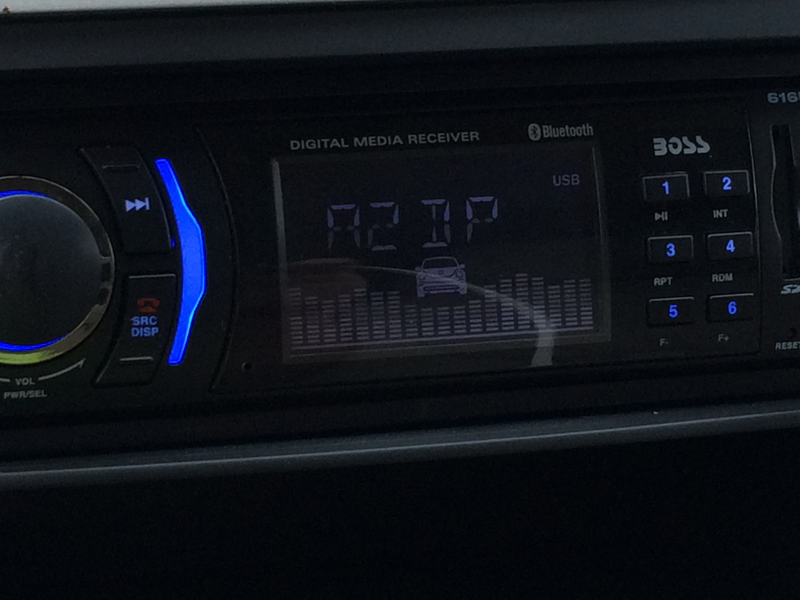 DIGITAL MEDIA RECEIVER
Bluetooth
BOSS
616
USB
A2DP
SRC
DISP
VOL
PWR/SEL
1
2
INT
3
4
RPT
RDM
5
6
F-
F+
RESET